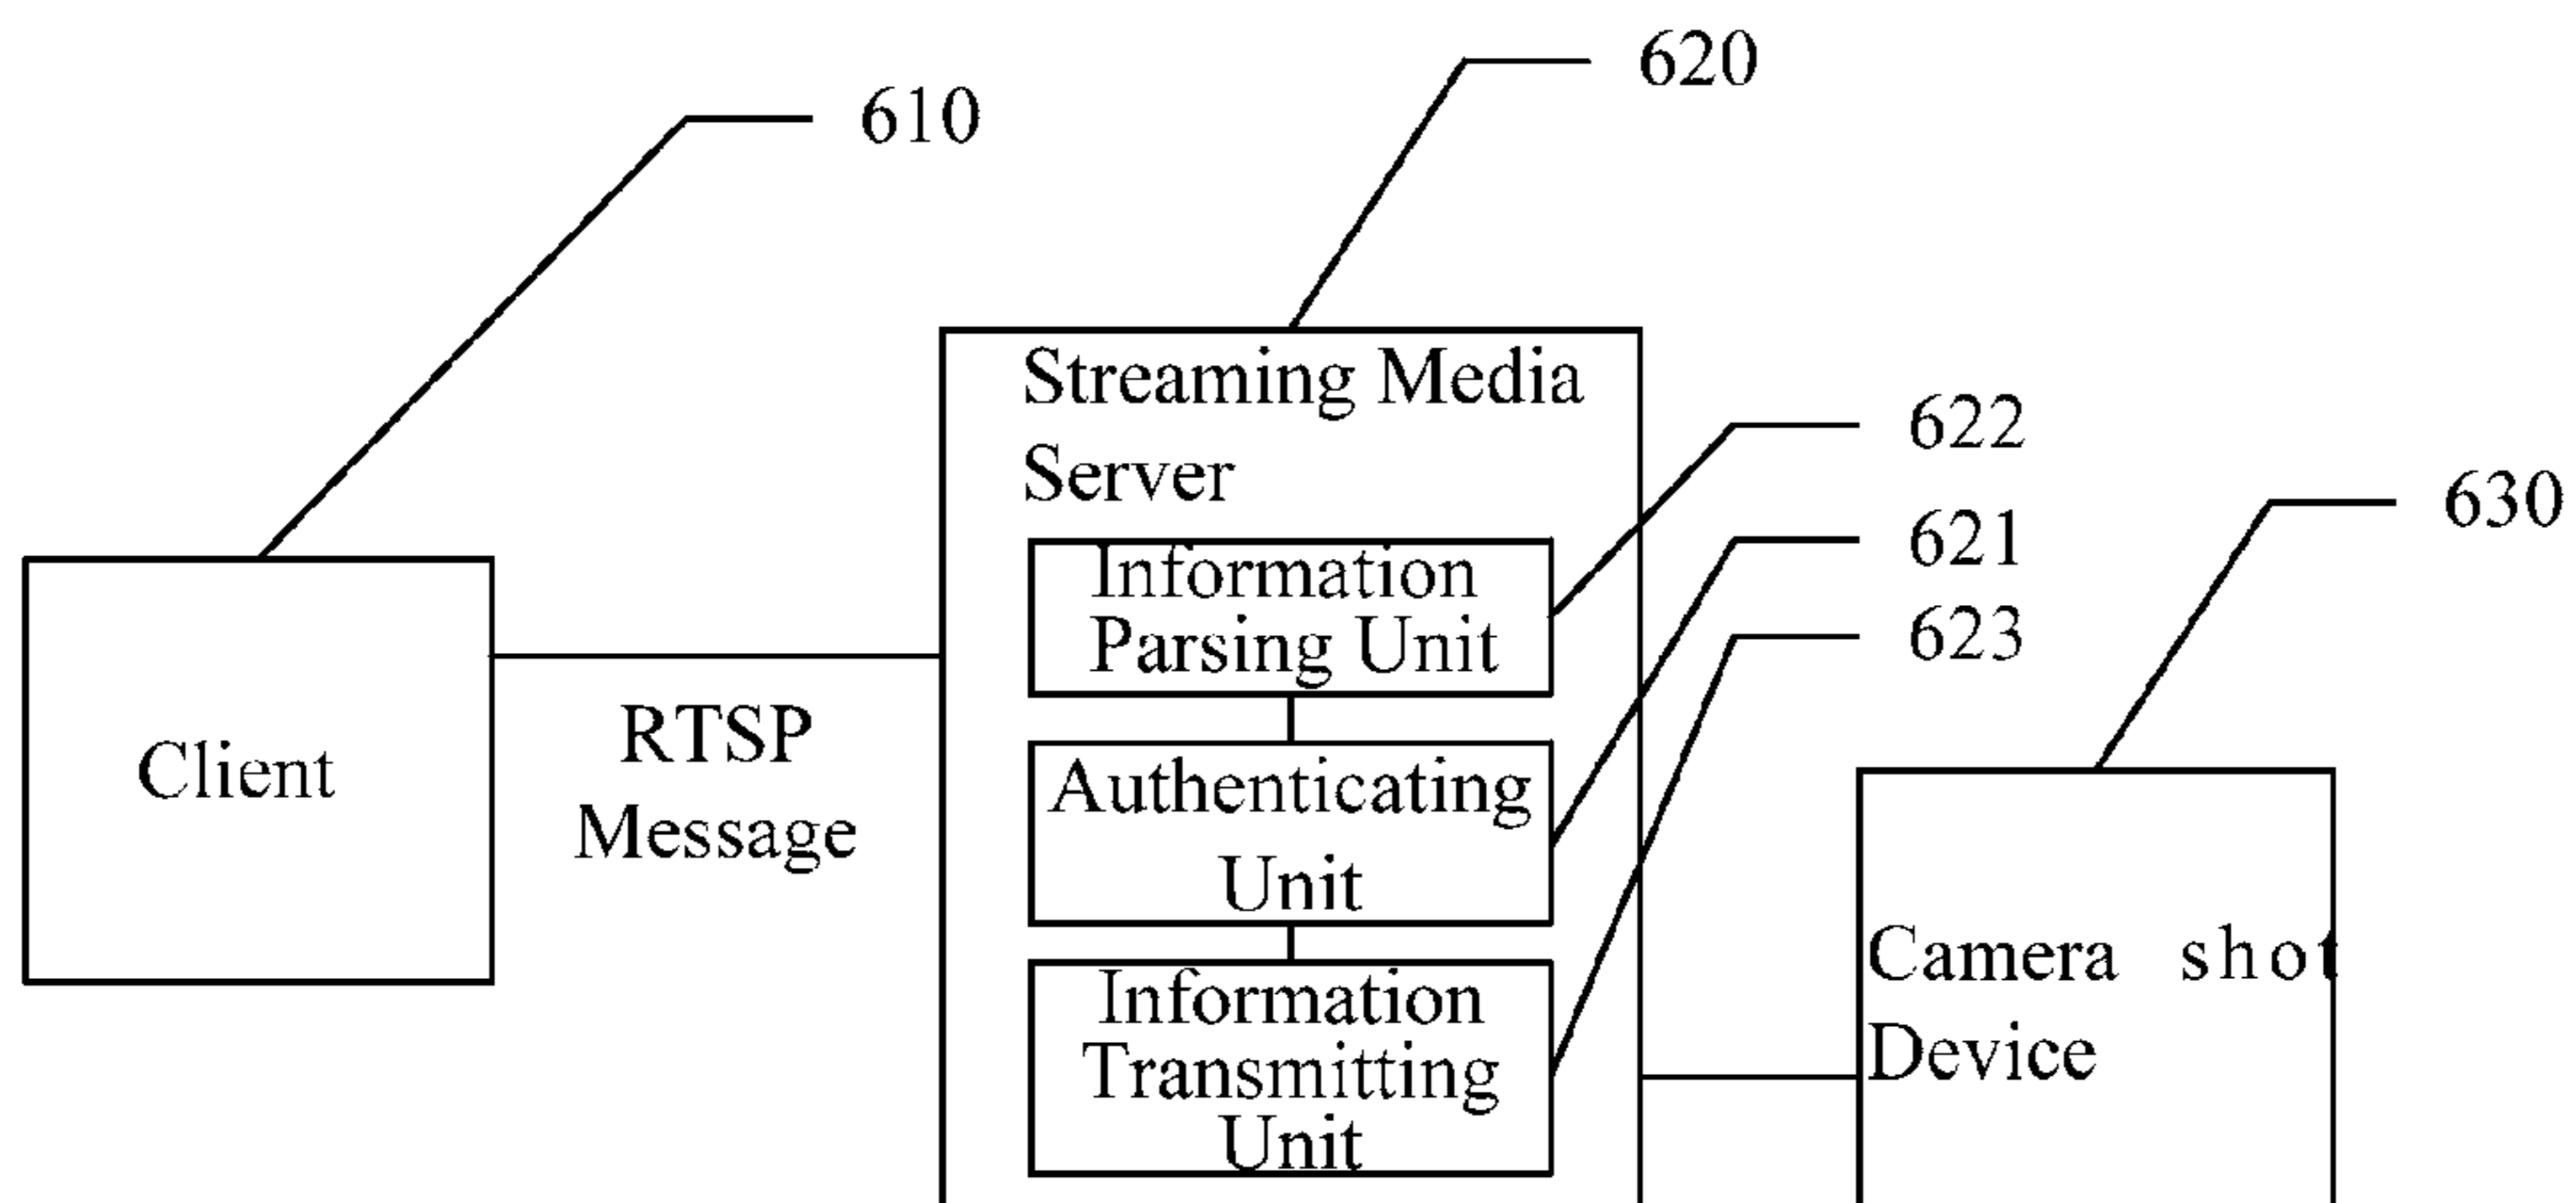 620
610
Streaming Media
Server
622
630
621
623
Information
Parsing Unit
Client
RTSP
Message
Authenticating
Unit
Information
Transmitting
Unit
Camera shot
Device